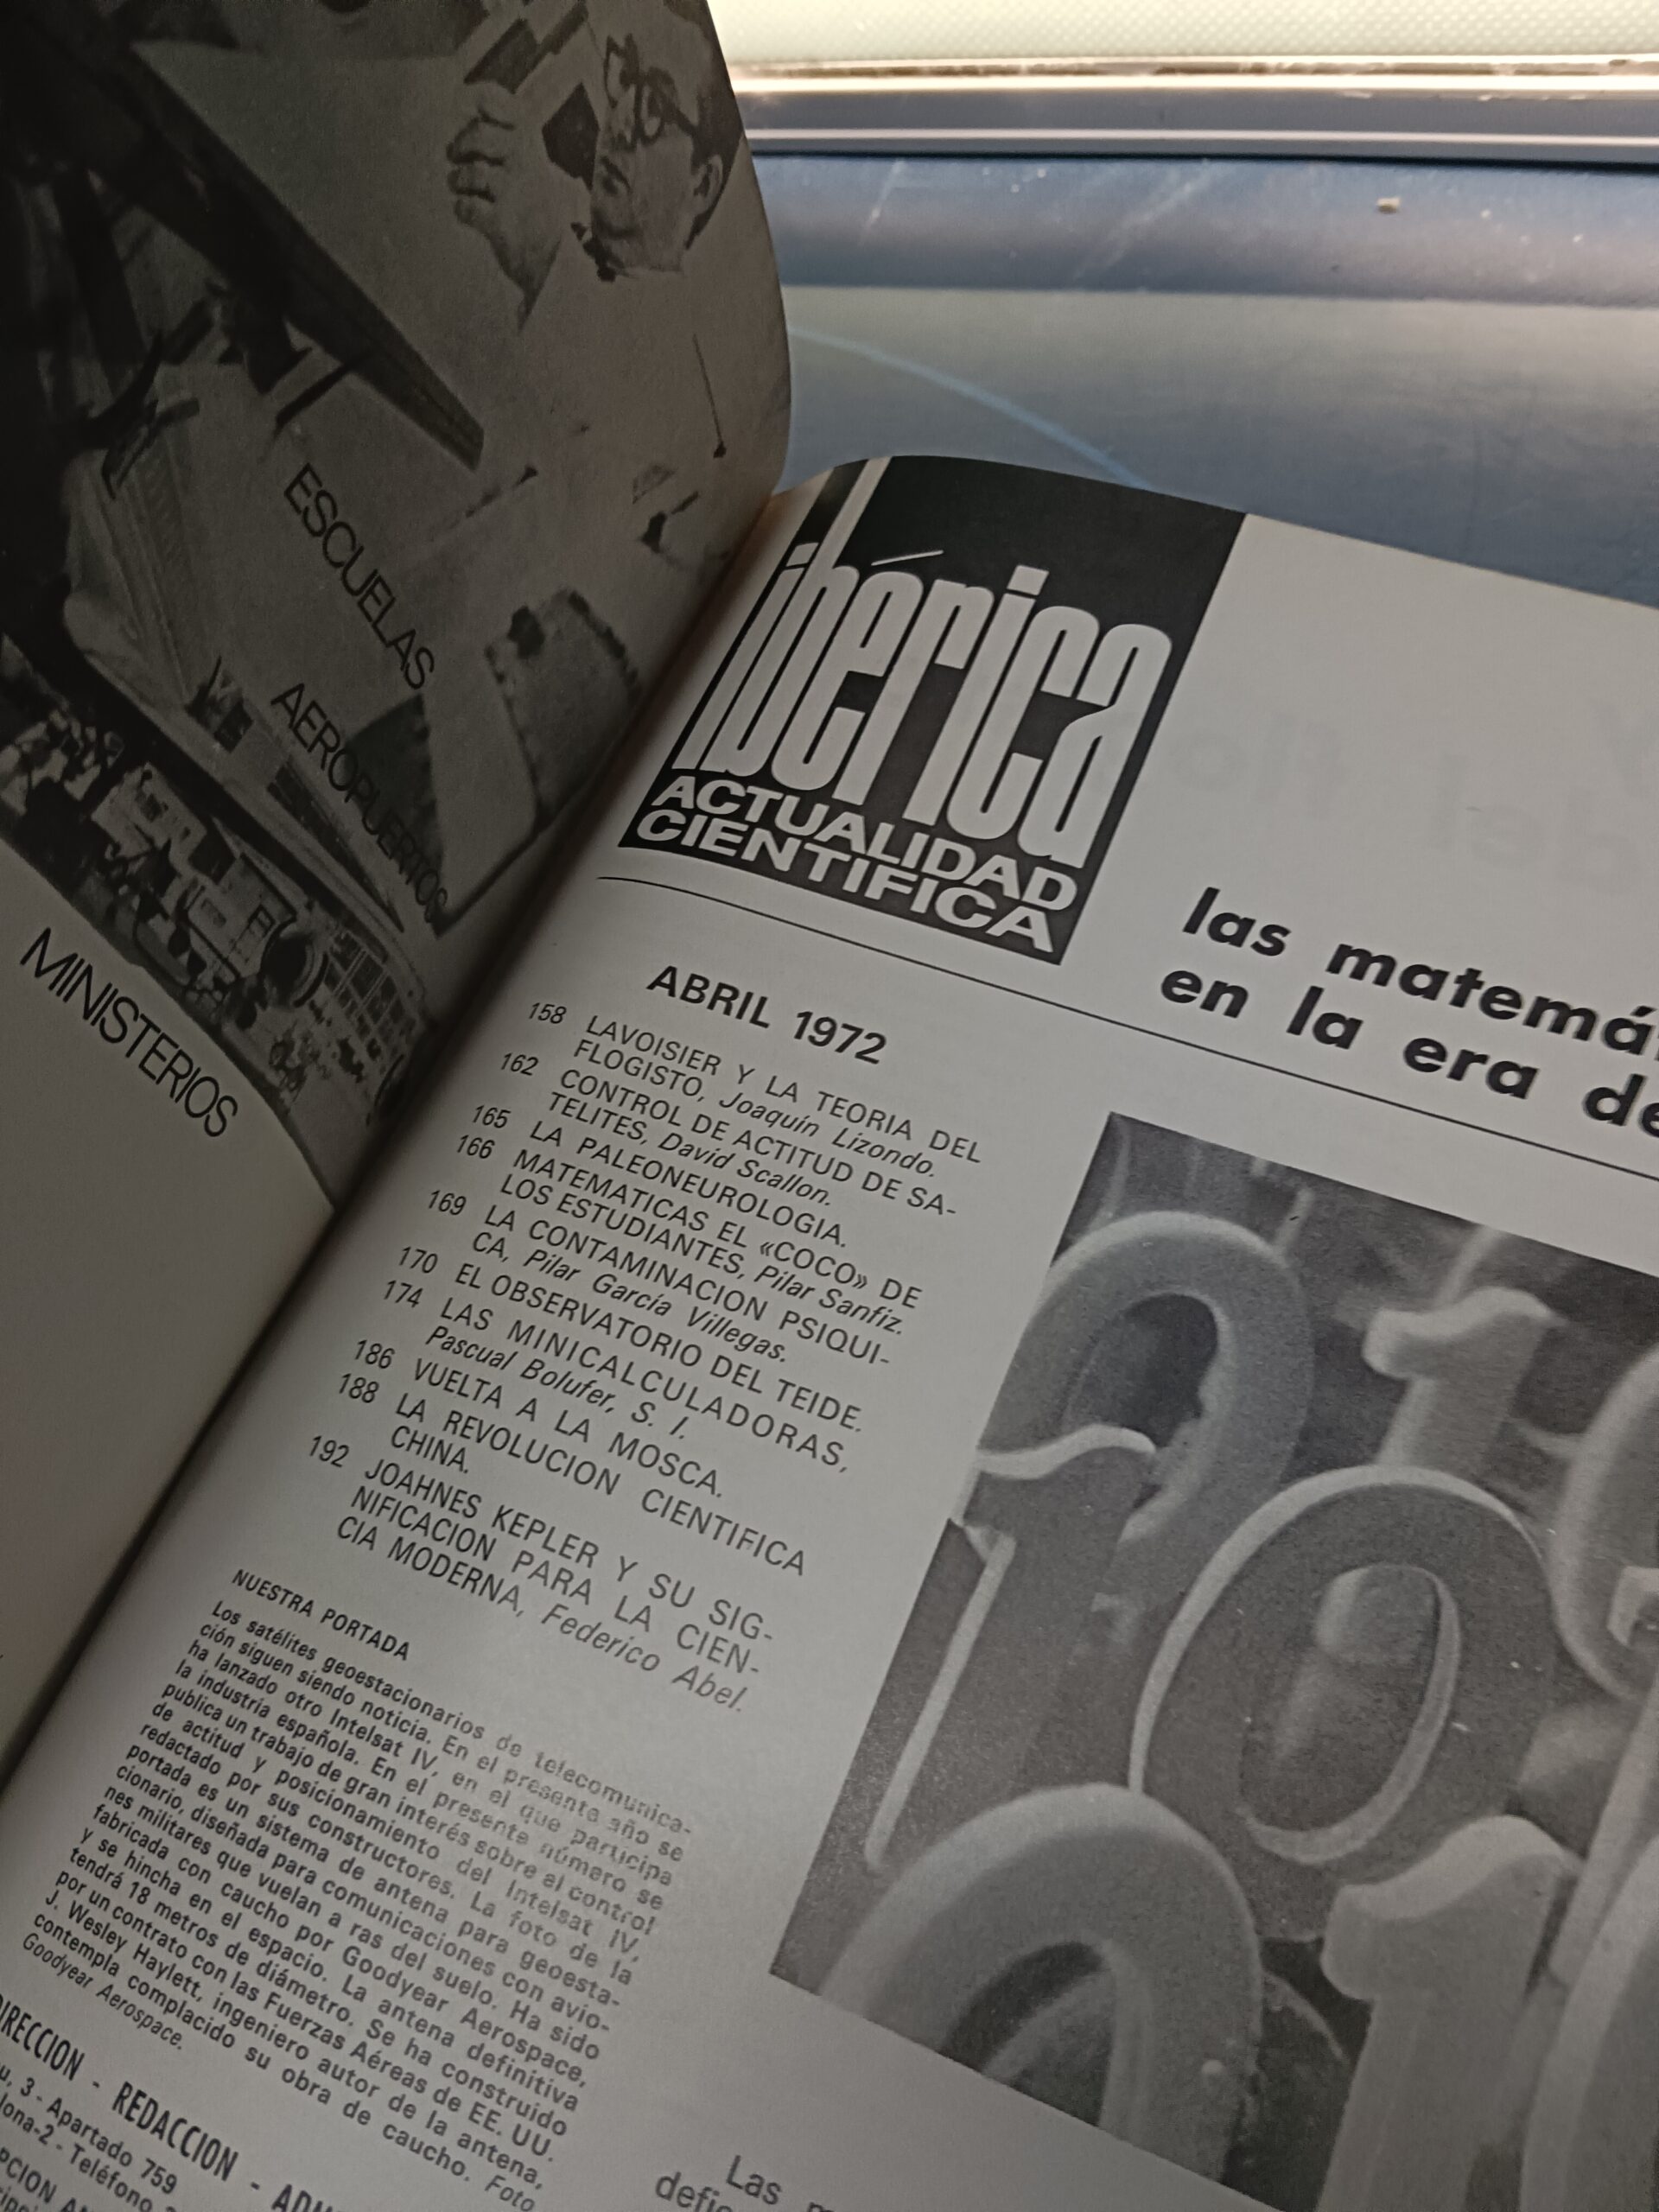 ESCUELAS
AEROPUERTOS
MINISTERIOS
ibérica
ACTUALIDAD
CIENTIFICA
las matemá
en la era de
ABRIL 1972
158 LAVOISIER Y LA TEORIA DEL
FLOGISTO, Joaquín Lizondo.
162 CONTROL DE ACTITUD DE SA-
TELITES, David Scallon.
165 LA PALEONEUROLOGIA.
166 MATEMATICAS EL «COCO» DE
LOS ESTUDIANTES, Pilar Sanfiz.
169 LA CONTAMINACION PSIQUI-
CA, Pilar García Villegas.
170 EL OBSERVATORIO DEL TEIDE.
174 LAS MINICALCULADORAS,
Pascual Bolufer, S. I.
186 VUELTA A LA MOSCA.
188 LA REVOLUCION CIENTIFICA
CHINA.
192 JOAHNES KEPLER Y SU SIG-
NIFICACION PARA LA CIEN-
CIA MODERNA, Federico Abel.
NUESTRA PORTADA
Los satélites geoestacionarios de telecomunica-
ción siguen siendo noticia. En el presente año se
ha lanzado otro Intelsat IV, en el que participa
la industría española. En el presente número se
publica un trabajo de gran interés sobre el control
de actitud y posicionamiento del Intelsat IV,
redactado por sus constructores. La foto de la
portada es un sistema de antena para geoesta-
cionario, diseñada para comunicaciones con avio-
nes militares que vuelan a ras del suelo. Ha sido
fabricada con caucho por Goodyear Aerospace,
y se hincha en el espacio. La antena definitiva
tendrá 18 metros de diámetro. Se ha construido
por un contrato con las Fuerzas Aéreas de EE. UU.
J. Wesley Haylett, ingeniero autor de la antena,
contempla complacido su obra de caucho. Foto
Goodyear Aerospace.
DIRECCION - REDACCION - ADM
u, 3 - Apartado 759
lona-2 - Teléfono
PCION AN
Las m
defic